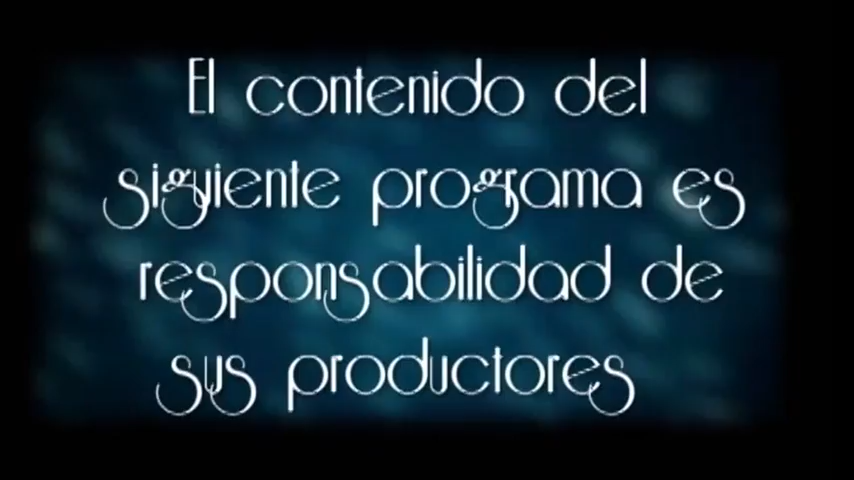 El contenido del
siguiente programa es
responsabilidad de
sus productores